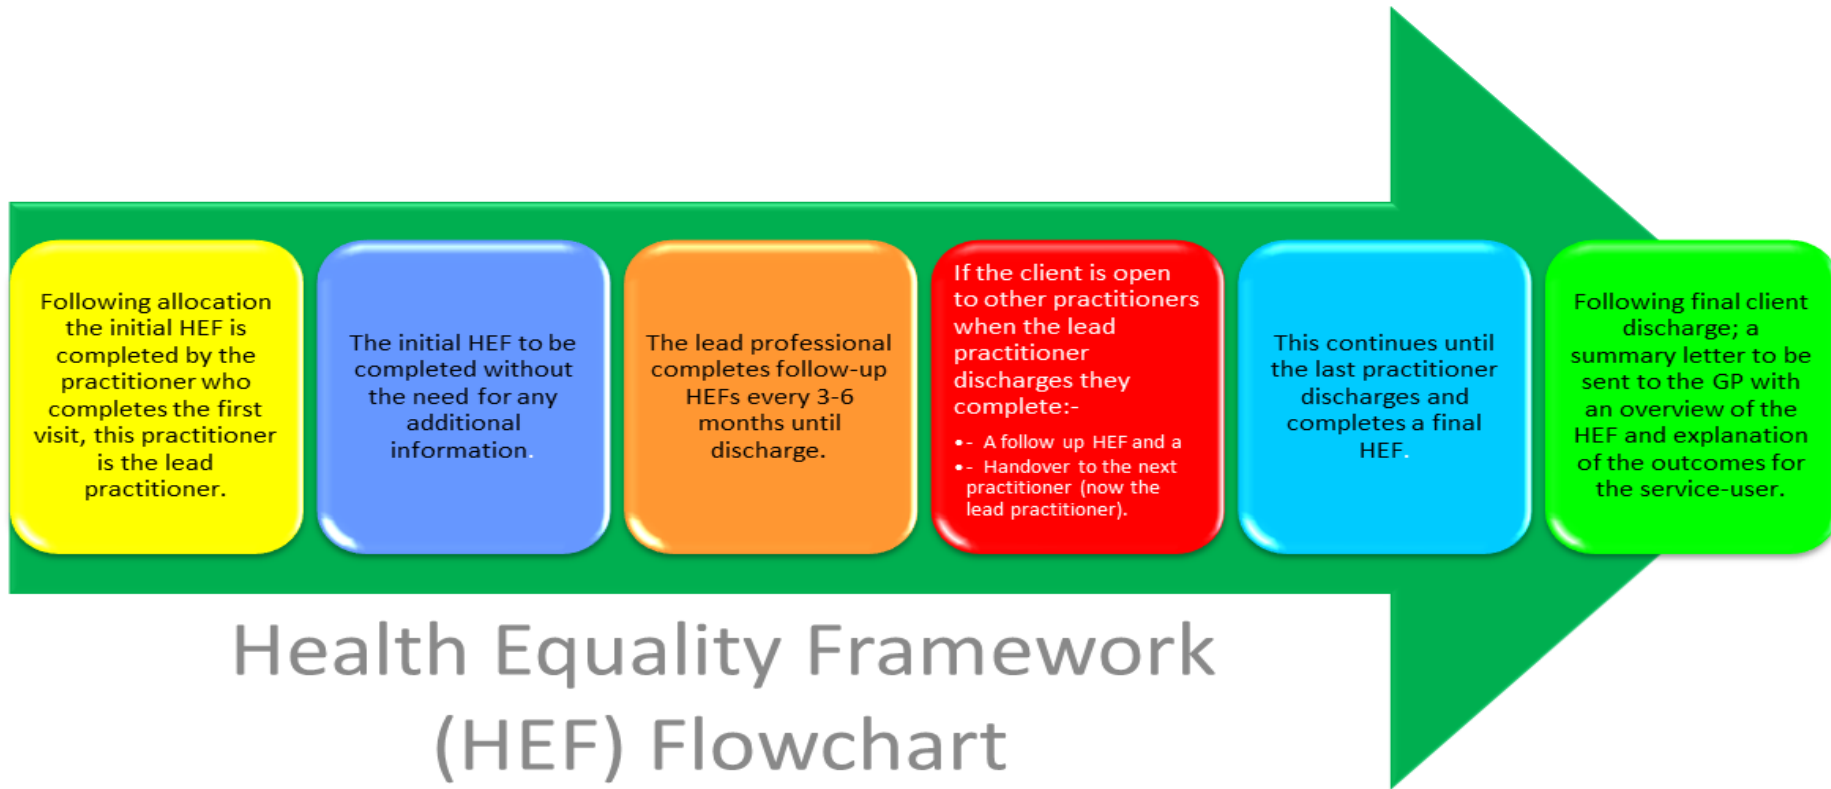 Following allocation
the initial HEF is
completed by the
practitioner who
completes the first
visit, this practitioner
is the lead
practitioner.
The initial HEF to be
completed without
the need for any
additional
information.
The lead professional
completes follow-up
HEFs every 3-6
months until
discharge.
If the client is open
to other practitioners
when the lead
practitioner
discharges they
complete:-
•- A follow up HEF and a
•- Handover to the next
practitioner (now the
lead practitioner).
This continues until
the last practitioner
discharges and
completes a final
HEF.
Following final client
discharge; a
summary letter to be
sent to the GP with
an overview of the
HEF and explanation
of the outcomes for
the service-user.
Health Equality Framework
(HEF) Flowchart